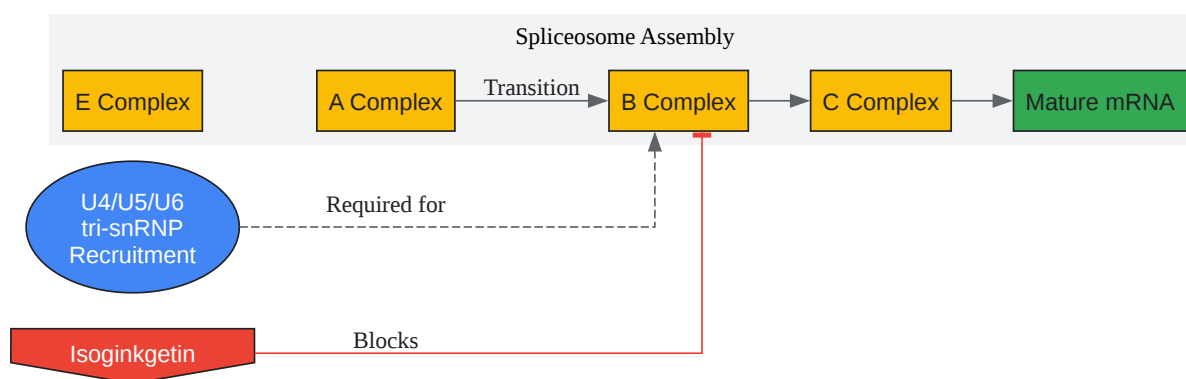 Spliceosome Assembly
E Complex
A Complex
Transition
B Complex
C Complex
Mature mRNA
U4/U5/U6
tri-snRNP
Recruitment
Required for
Isoginkgetin
Blocks